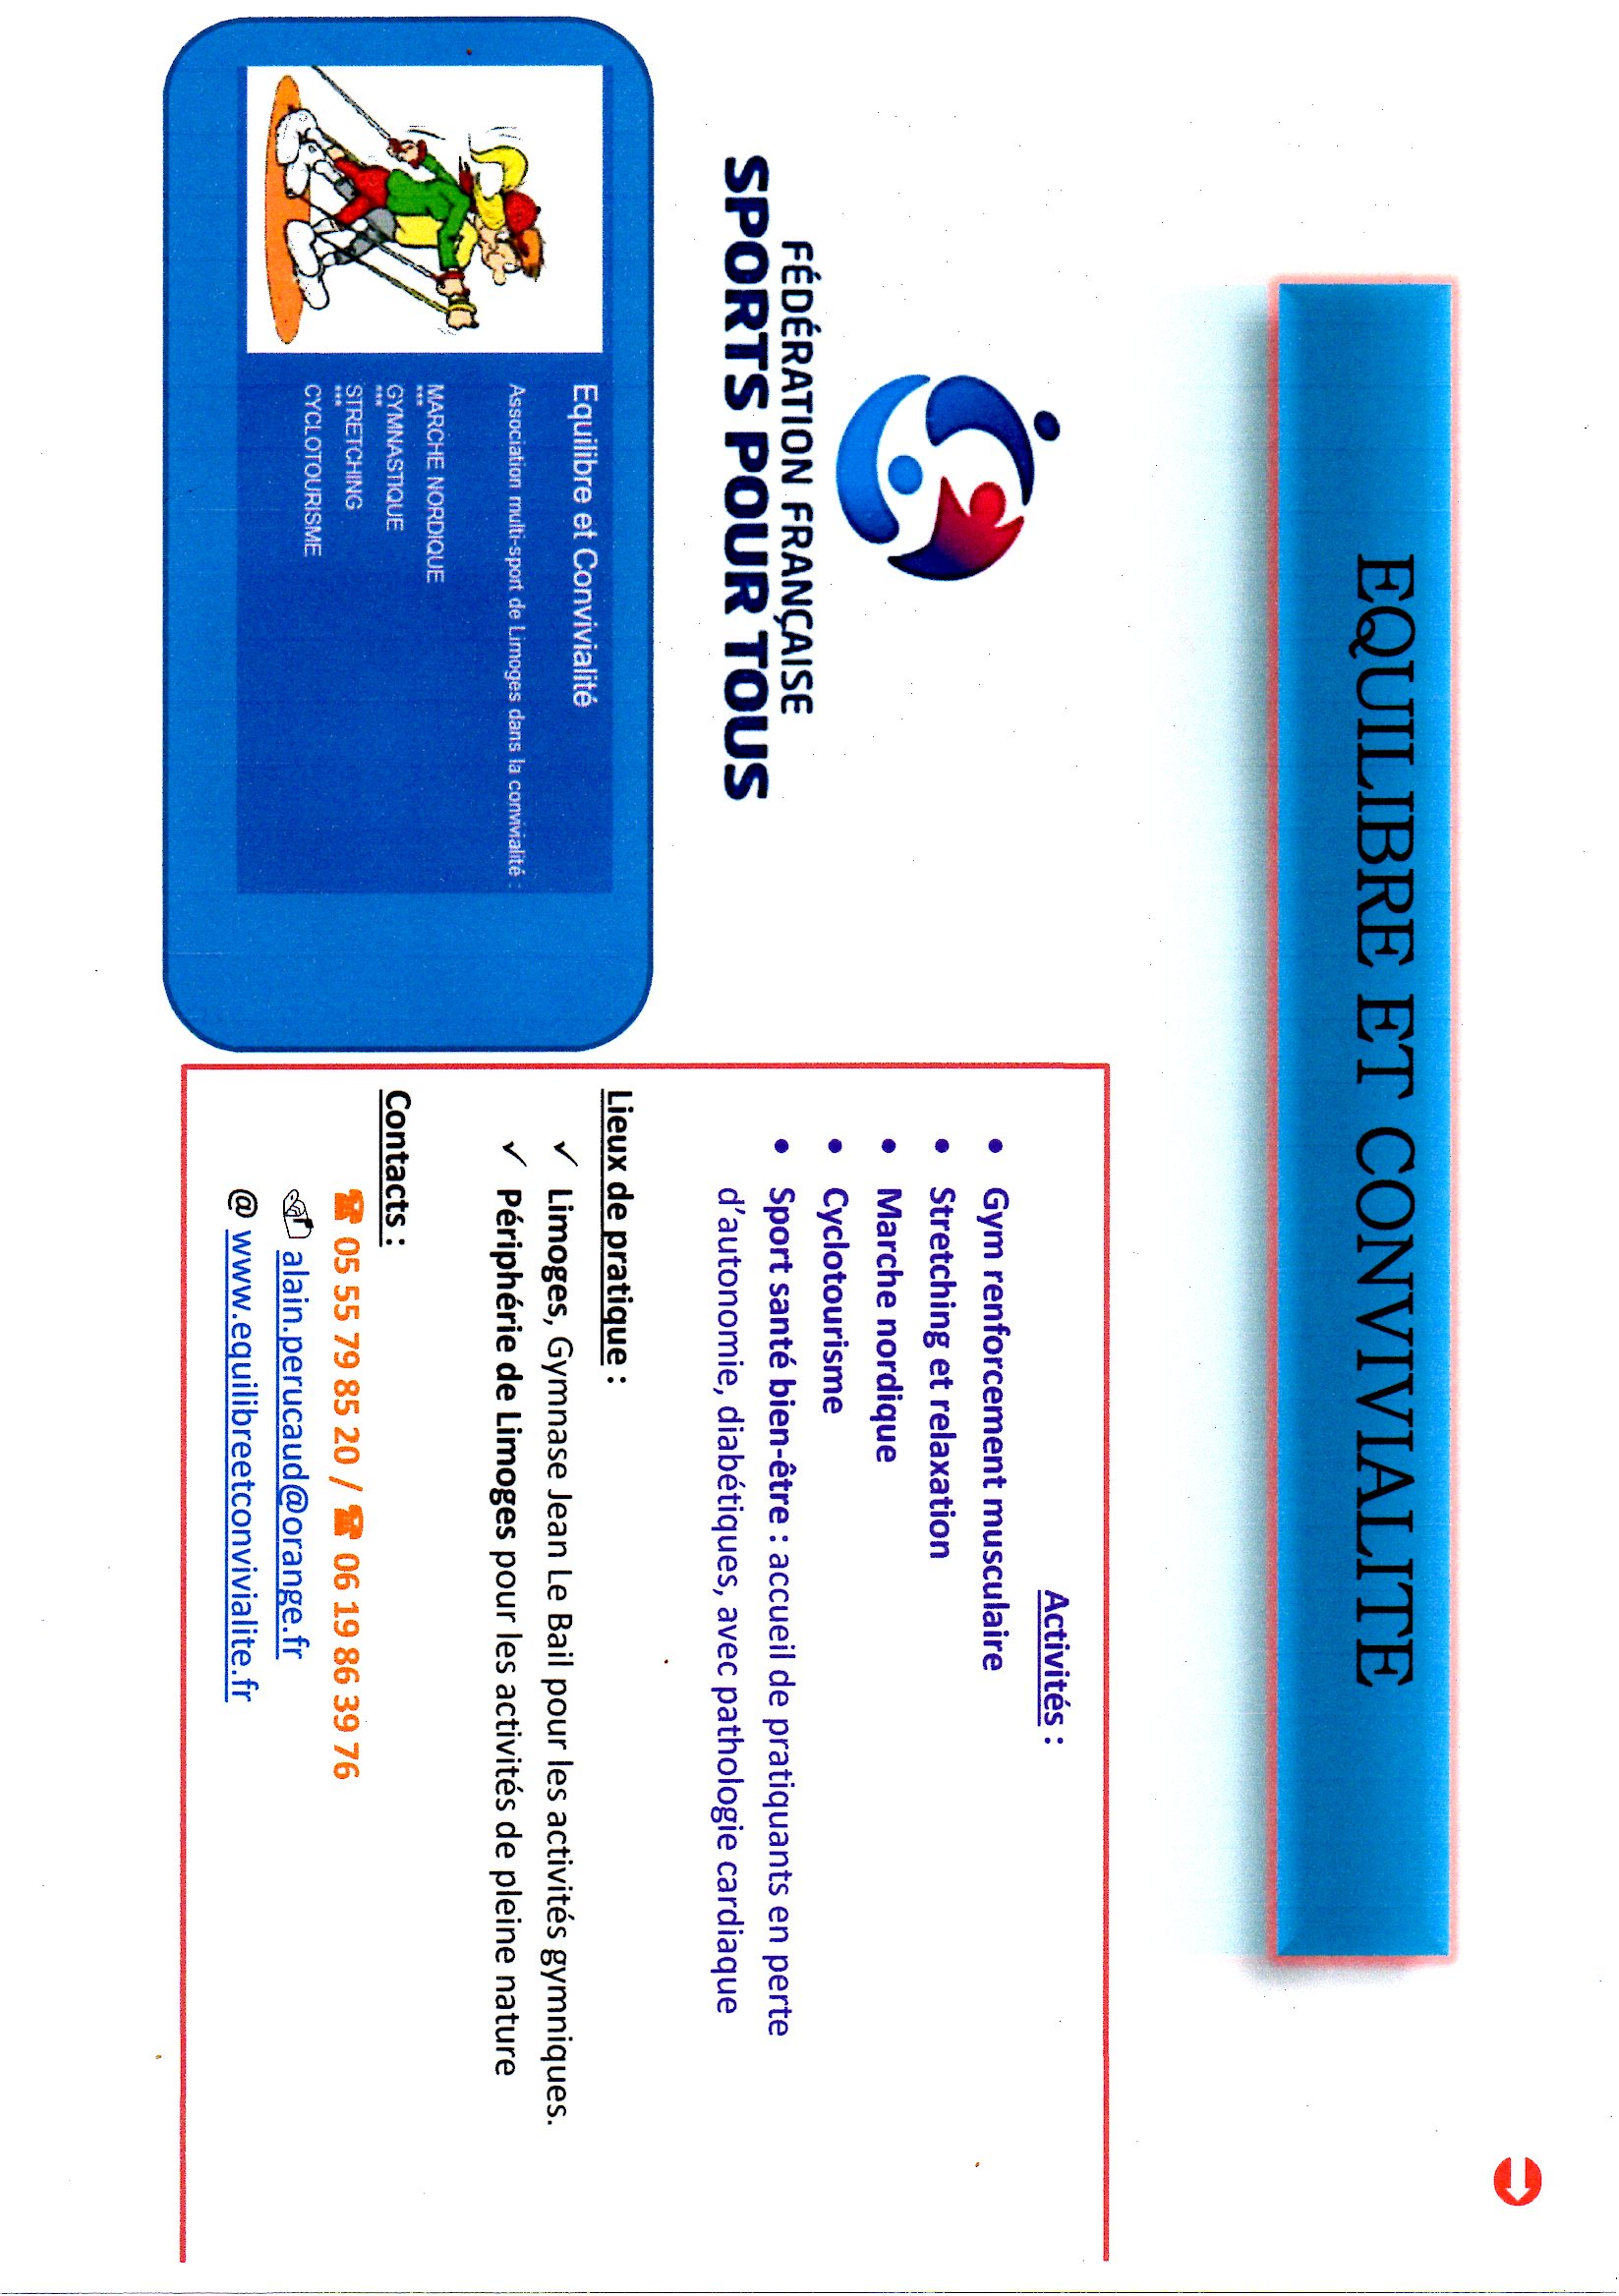 EQUILIBRE ET CONVIVIALITE
FÉDÉRATION FRANÇAISE
SPORTS POUR TOUS
Equilibre et Convivialité
Association multi-sport de Limoges dans la convivialité :
MARCHE NORDIQUE
***
GYMNASTIQUE
***
STRETCHING
***
CYCLOTOURISME
Activités :
• Gym renforcement musculaire
• Stretching et relaxation
• Marche nordique
• Cyclotourisme
• Sport santé bien-être : accueil de pratiquants en perte
d'autonomie, diabétiques, avec pathologie cardiaque
Lieux de pratique :
✓ Limoges, Gymnase Jean Le Bail pour les activités gymniques.
✓ Périphérie de Limoges pour les activités de pleine nature
Contacts :
☎ 05 55 79 85 20 / ☎ 06 19 86 39 76
alain.perucaud@orange.fr
@ www.equilibreetconvivialite.fr